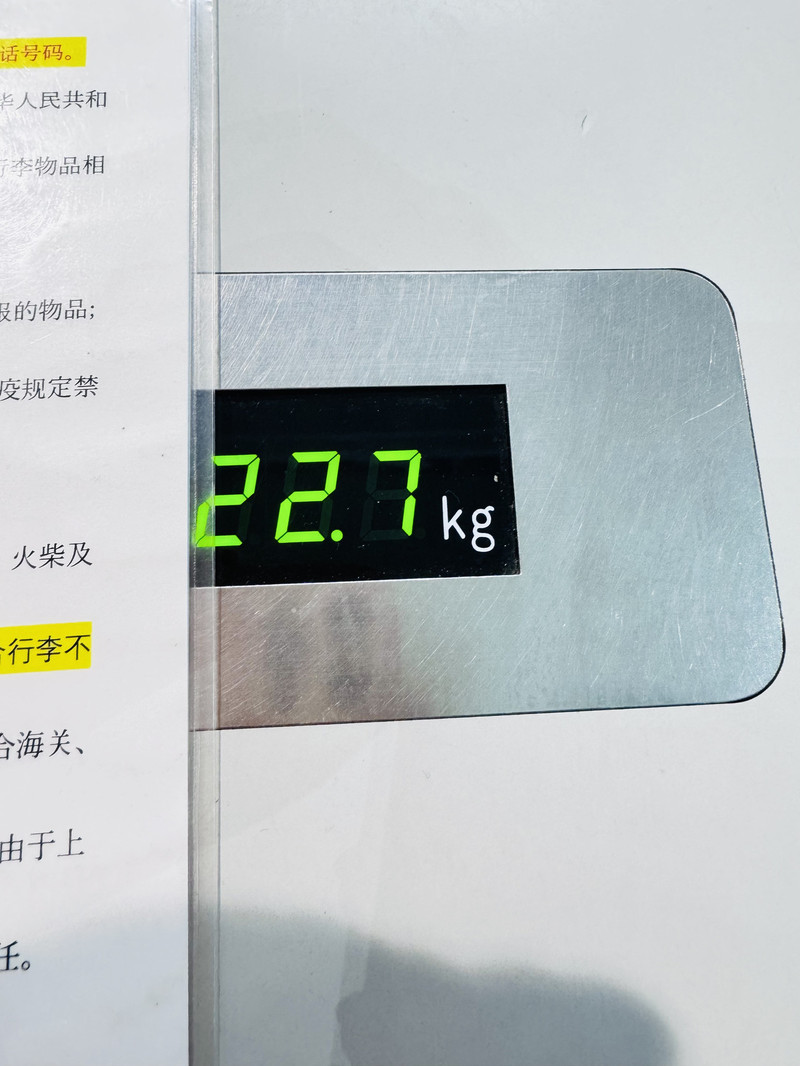 话号码。
华人民共和
行李物品相
服的物品;
疫规定禁
22.7 kg
火柴及
行李不
合海关、
由于上
任。